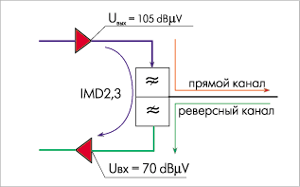 Uвых = 105 dBµV
IMD2,3
прямой канал
реверсный канал
Uвх = 70 dBµV